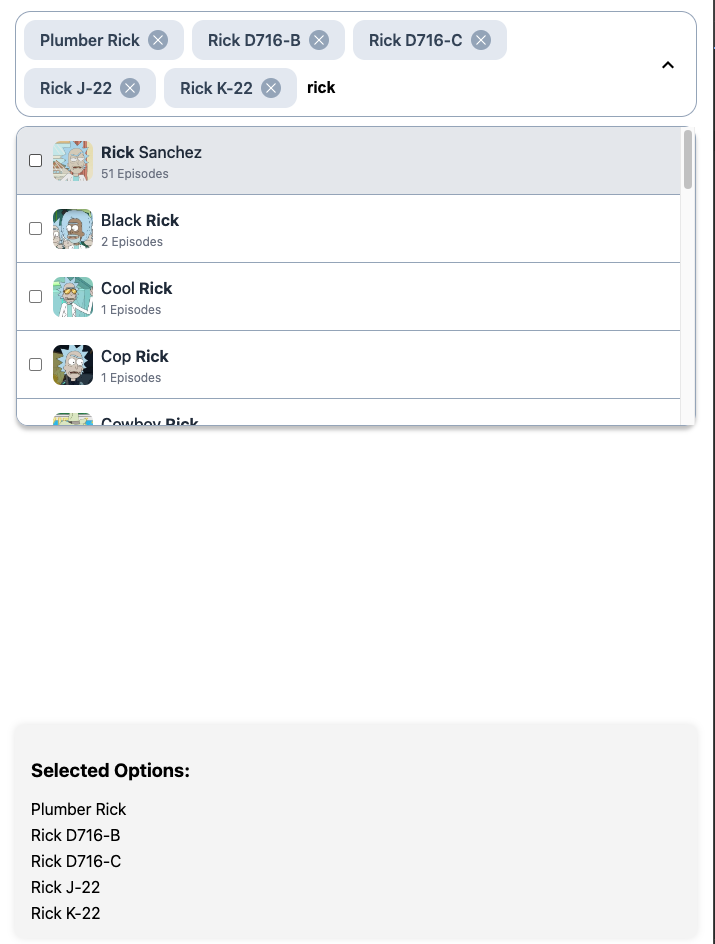 Plumber Rick Rick D716-B Rick D716-C
Rick J-22 Rick K-22 rick
Rick Sanchez
51 Episodes
Black Rick
2 Episodes
Cool Rick
1 Episodes
Cop Rick
1 Episodes
Cowboy Rick
Selected Options:
Plumber Rick
Rick D716-B
Rick D716-C
Rick J-22
Rick K-22